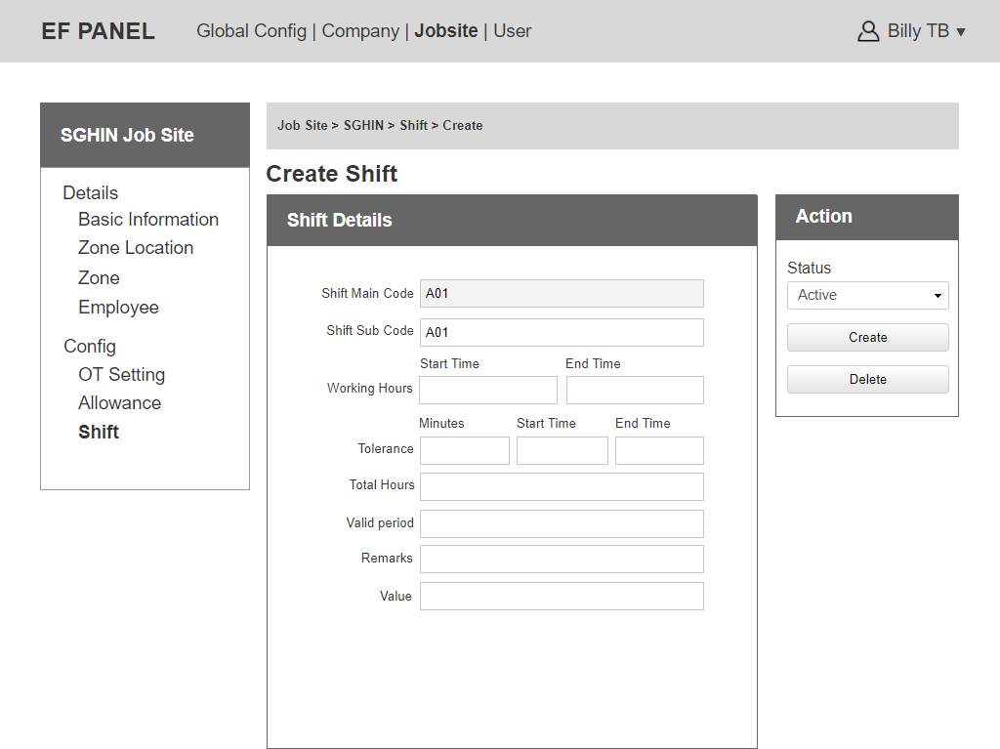 EF PANEL
Global Config | Company | Jobsite | User
Billy TB ▼
SGHIN Job Site
Details
Basic Information
Zone Location
Zone
Employee
Config
OT Setting
Allowance
Shift
Job Site > SGHIN > Shift > Create
Create Shift
Shift Details
Shift Main Code A01
Shift Sub Code A01
Start Time End Time
Working Hours
Minutes Start Time End Time
Tolerance
Total Hours
Valid period
Remarks
Value
Action
Status
Active
Create
Delete